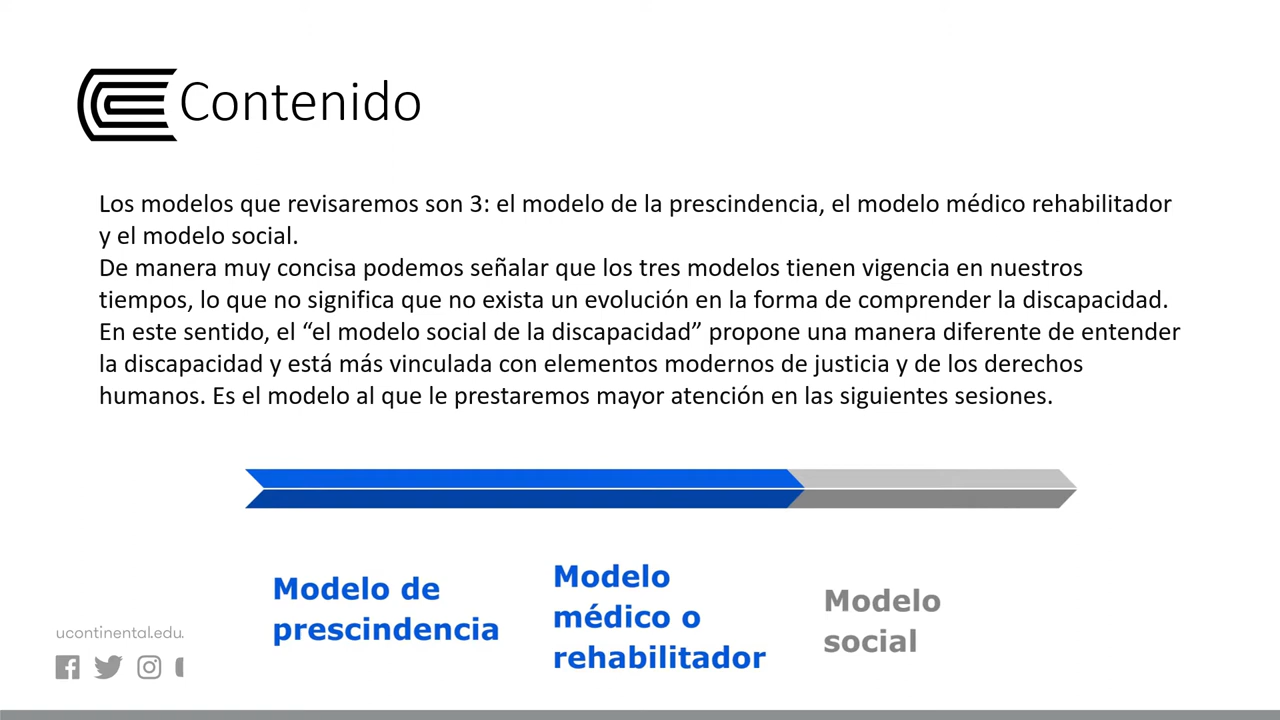 Contenido
Los modelos que revisaremos son 3: el modelo de la prescindencia, el modelo médico rehabilitador
y el modelo social.
De manera muy concisa podemos señalar que los tres modelos tienen vigencia en nuestros
tiempos, lo que no significa que no exista un evolución en la forma de comprender la discapacidad.
En este sentido, el “el modelo social de la discapacidad” propone una manera diferente de entender
la discapacidad y está más vinculada con elementos modernos de justicia y de los derechos
humanos. Es el modelo al que le prestaremos mayor atención en las siguientes sesiones.
Modelo de
prescindencia
Modelo
médico o
rehabilitador
Modelo
social
ucontinental.edu.